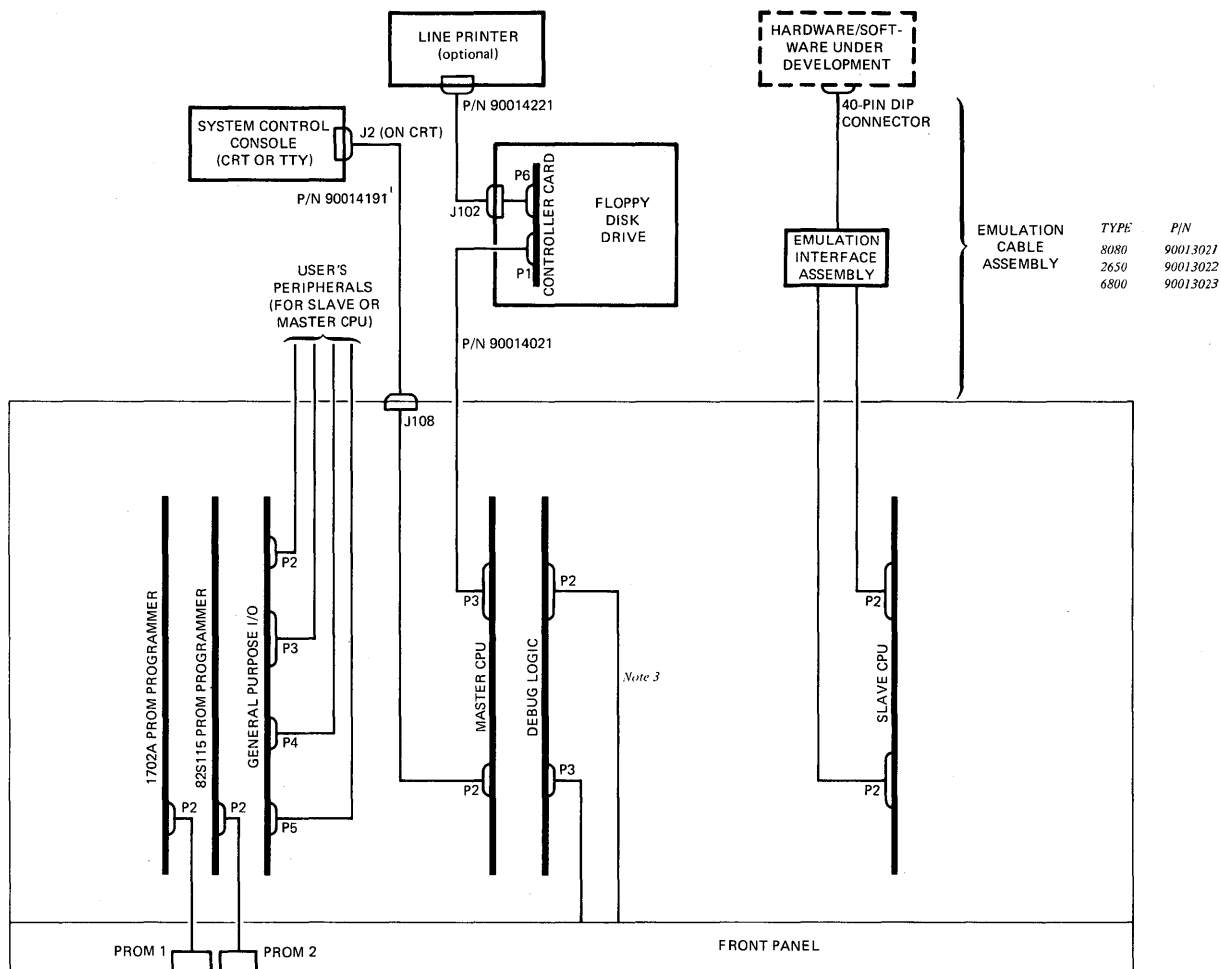 LINE PRINTER
(optional)
HARDWARE/SOFT-
WARE UNDER
DEVELOPMENT
P/N 90014221
40-PIN DIP
CONNECTOR
SYSTEM CONTROL
CONSOLE
(CRT OR TTY)
J2 (ON CRT)
P/N 90014191
J102
P6
P1
CONTROLLER CARD
FLOPPY
DISK
DRIVE
EMULATION
INTERFACE
ASSEMBLY
EMULATION
CABLE
ASSEMBLY
TYPE P/N
8080 90013021
2650 90013022
6800 90013023
USER'S
PERIPHERALS
(FOR SLAVE OR
MASTER CPU)
P/N 90014021
J108
1702A PROM PROGRAMMER
P2
82S115 PROM PROGRAMMER
P2
GENERAL PURPOSE I/O
P2
P3
P4
P5
MASTER CPU
P3
P2
DEBUG LOGIC
P2
P3
Note 3
SLAVE CPU
P2
P2
PROM 1
PROM 2
FRONT PANEL